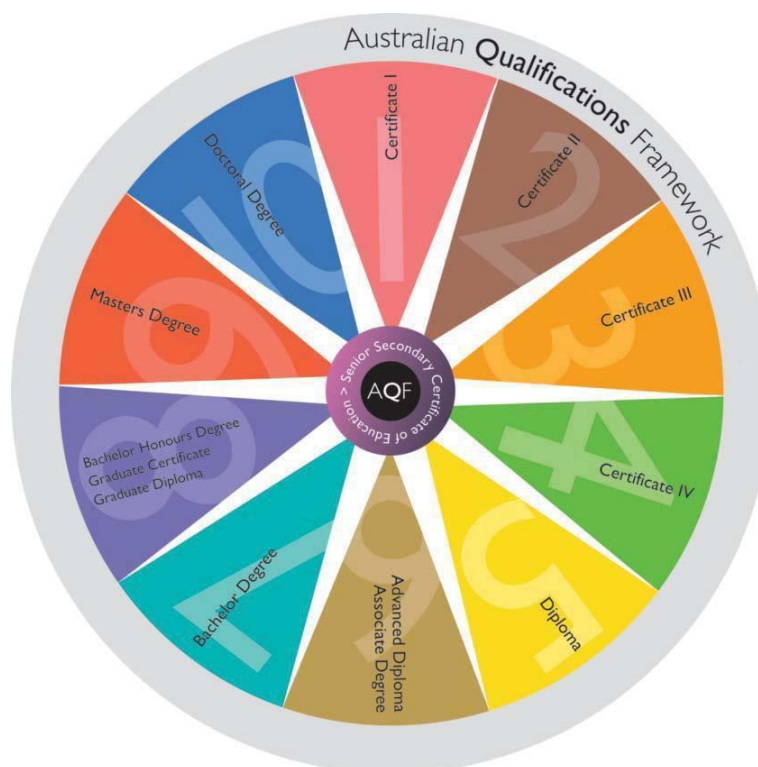 Australian Qualifications Framework
Certificate I
1
Certificate II
2
Certificate III
3
Certificate IV
4
Diploma
5
Advanced Diploma
Associate Degree
6
Bachelor Degree
7
Bachelor Honours Degree
Graduate Certificate
Graduate Diploma
8
Masters Degree
9
Doctoral Degree
10
Senior Secondary Certificate of Education >
AQF